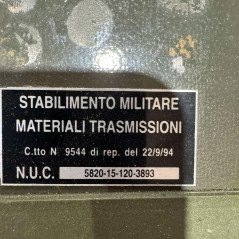 STABILIMENTO MILITARE
MATERIALI TRASMISSIONI
C.tto N 9544 di rep. del 22/9/94
N.U.C. 5820-15-120-3893